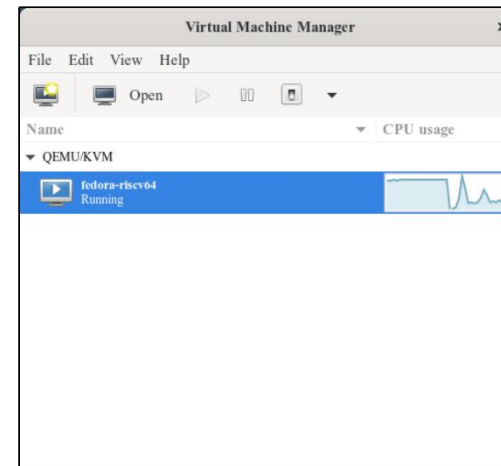 Virtual Machine Manager
File Edit View Help
Open
Name CPU usage
QEMU/KVM
fedora-riscv64
Running